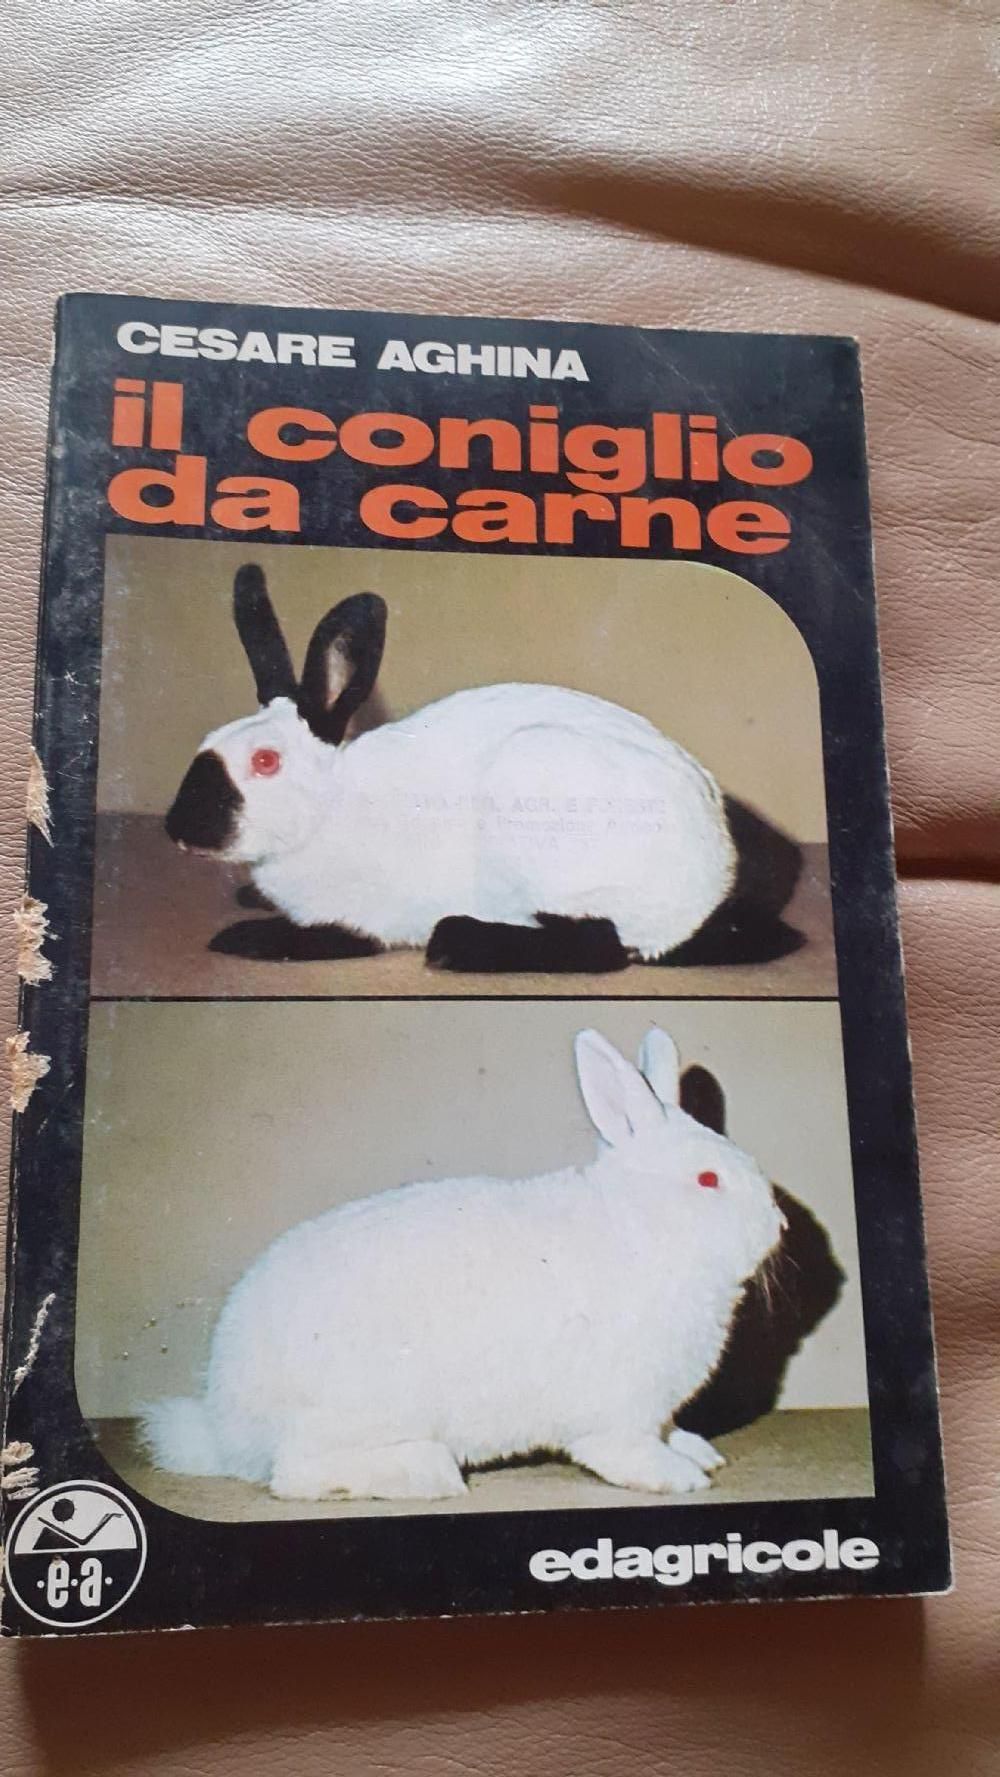 CESARE AGHINA
il coniglio
da carne
edagricole
·e·a·